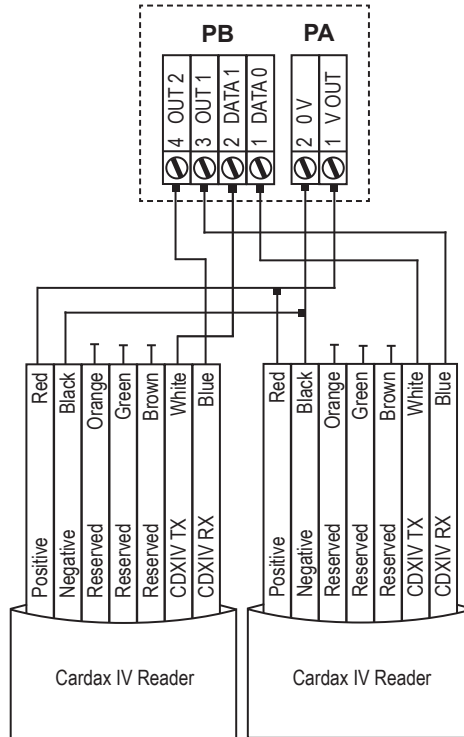 PB
PA
4 OUT 2
3 OUT 1
2 DATA 1
1 DATA 0
2 0 V
1 V OUT
Red
Black
Orange
Green
Brown
White
Blue
Positive
Negative
Reserved
Reserved
Reserved
CDXIV TX
CDXIV RX
Cardax IV Reader
Red
Black
Orange
Green
Brown
White
Blue
Positive
Negative
Reserved
Reserved
Reserved
CDXIV TX
CDXIV RX
Cardax IV Reader